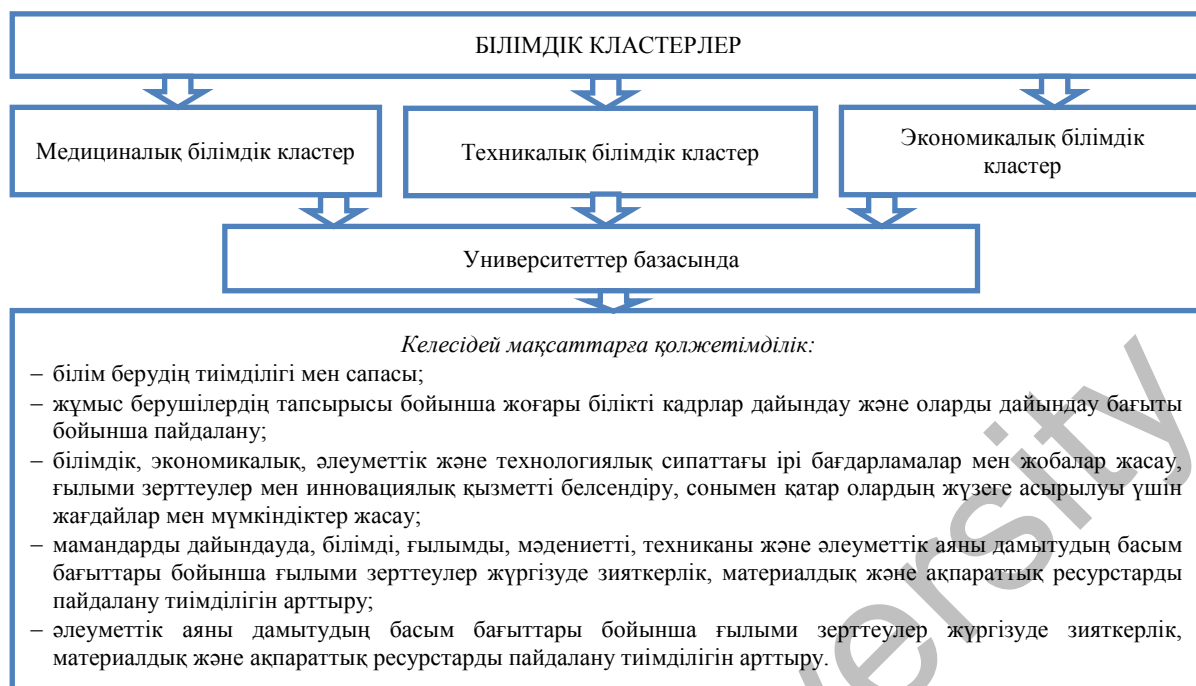 БІЛІМДІК КЛАСТЕРЛЕР
Медициналық білімдік кластер
Техникалық білімдік кластер
Экономикалық білімдік
кластер
Университеттер базасында
Келесідей мақсаттарға қолжетімділік:
– білім берудің тиімділігі мен сапасы;
– жұмыс берушілердің тапсырысы бойынша жоғары білікті кадрлар дайындау және оларды дайындау бағыты
бойынша пайдалану;
– білімдік, экономикалық, әлеуметтік және технологиялық сипаттағы ірі бағдарламалар мен жобалар жасау,
ғылыми зерттеулер мен инновациялық қызметті белсендіру, сонымен қатар олардың жүзеге асырылуы үшін
жағдайлар мен мүмкіндіктер жасау;
– мамандарды дайындауда, білімді, ғылымды, мәдениетті, техниканы және әлеуметтік аяны дамытудың басым
бағыттары бойынша ғылыми зерттеулер жүргізуде зияткерлік, материалдық және ақпараттық ресурстарды
пайдалану тиімділігін арттыру;
– әлеуметтік аяны дамытудың басым бағыттары бойынша ғылыми зерттеулер жүргізуде зияткерлік,
материалдық және ақпараттық ресурстарды пайдалану тиімділігін арттыру.
versity